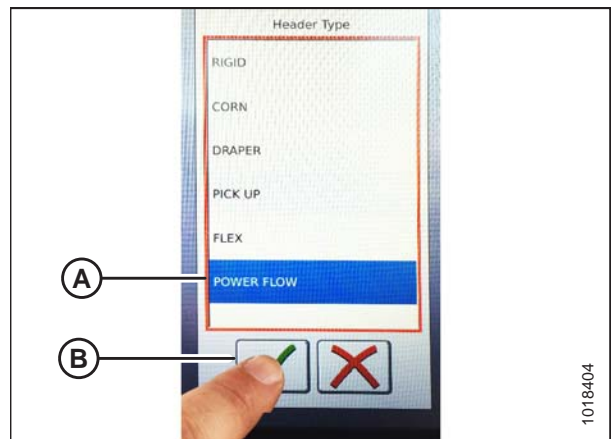 Header Type
RIGID
CORN
DRAPER
PICK UP
FLEX
A
POWER FLOW
B
1018404